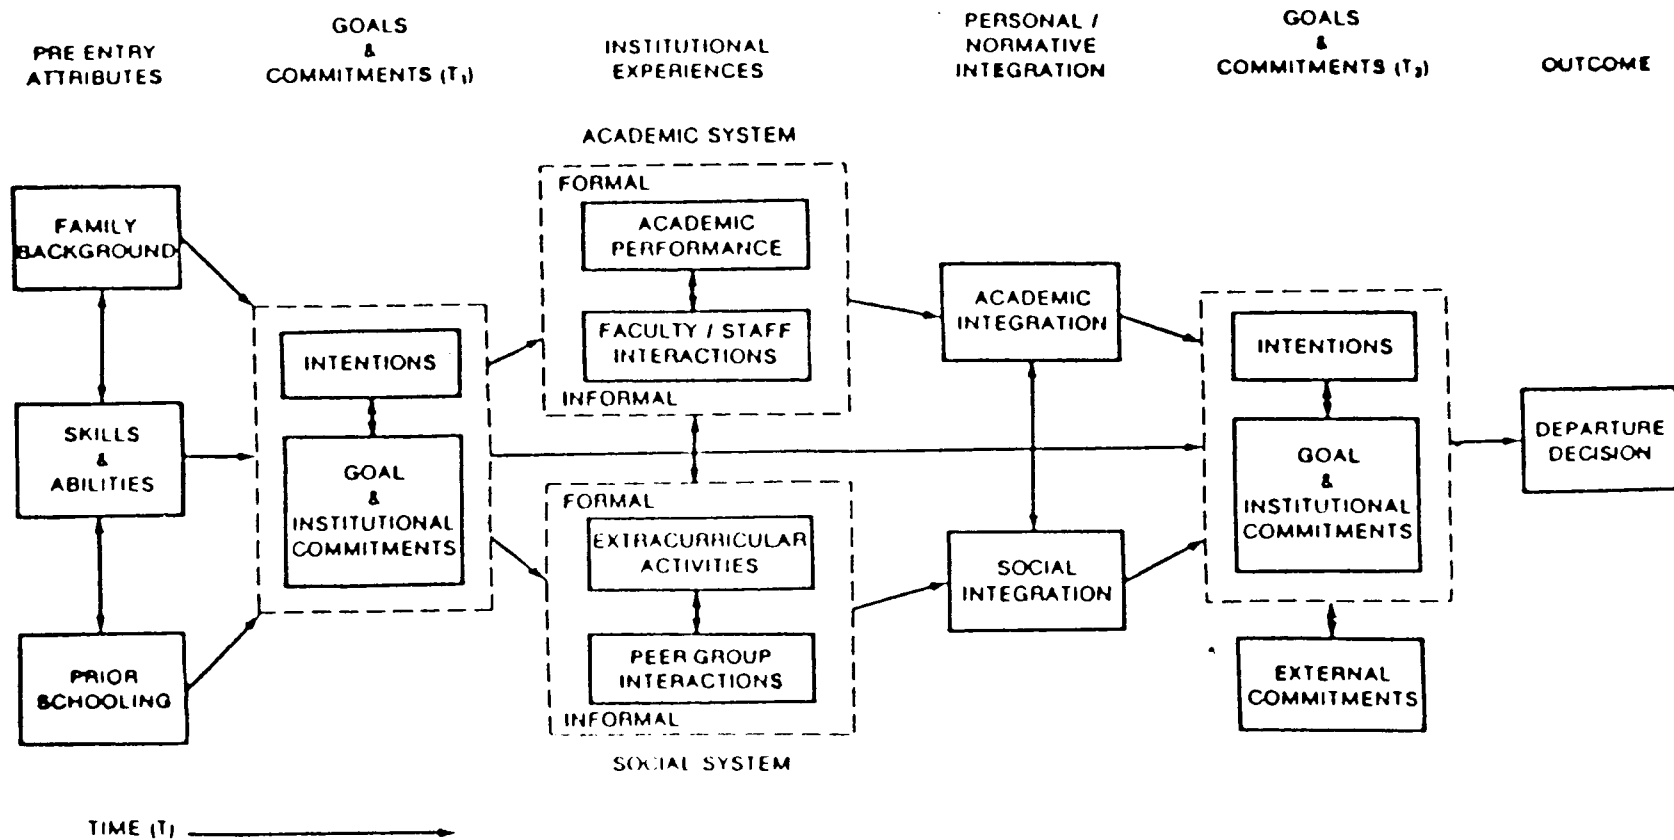 PRE ENTRY
ATTRIBUTES
GOALS
&
COMMITMENTS (T₁)
INSTITUTIONAL
EXPERIENCES
PERSONAL /
NORMATIVE
INTEGRATION
GOALS
&
COMMITMENTS (T₂)
OUTCOME
ACADEMIC SYSTEM
FAMILY
BACKGROUND
SKILLS
&
ABILITIES
PRIOR
SCHOOLING
INTENTIONS
GOAL
&
INSTITUTIONAL
COMMITMENTS
FORMAL
ACADEMIC
PERFORMANCE
FACULTY / STAFF
INTERACTIONS
INFORMAL
FORMAL
EXTRACURRICULAR
ACTIVITIES
PEER GROUP
INTERACTIONS
INFORMAL
SOCIAL SYSTEM
ACADEMIC
INTEGRATION
SOCIAL
INTEGRATION
INTENTIONS
GOAL
&
INSTITUTIONAL
COMMITMENTS
EXTERNAL
COMMITMENTS
DEPARTURE
DECISION
TIME (T)